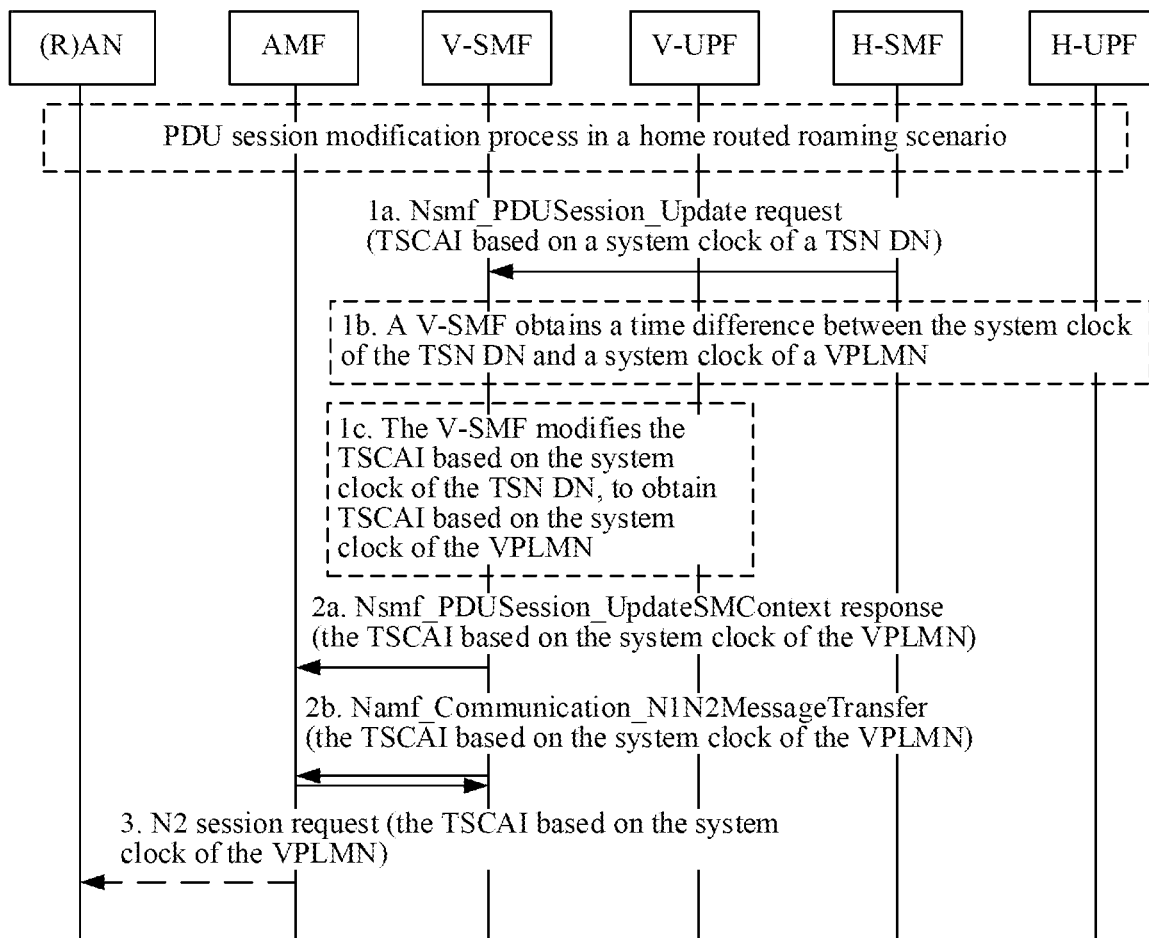 (R)AN AMF V-SMF V-UPF H-SMF H-UPF
PDU session modification process in a home routed roaming scenario
1a. Nsmf_PDUSession_Update request
(TSCAI based on a system clock of a TSN DN)
1b. A V-SMF obtains a time difference between the system clock
of the TSN DN and a system clock of a VPLMN
1c. The V-SMF modifies the
TSCAI based on the system
clock of the TSN DN, to obtain
TSCAI based on the system
clock of the VPLMN
2a. Nsmf_PDUSession_UpdateSMContext response
(the TSCAI based on the system clock of the VPLMN)
2b. Namf_Communication_N1N2MessageTransfer
(the TSCAI based on the system clock of the VPLMN)
3. N2 session request (the TSCAI based on the system
clock of the VPLMN)